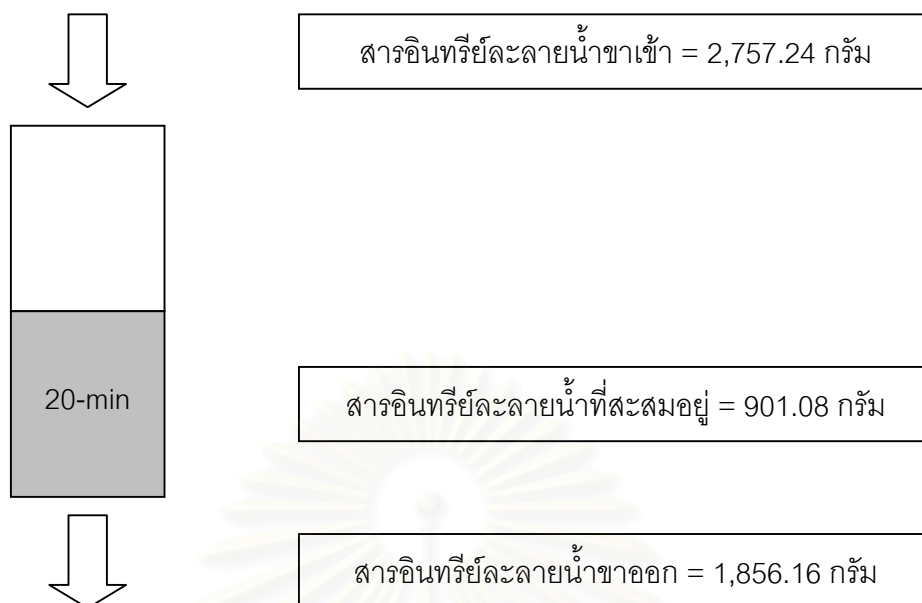 สารอินทรีย์ละลายน้ำขาเข้า = 2,757.24 กรัม
20-min
สารอินทรีย์ละลายน้ำที่สะสมอยู่ = 901.08 กรัม
สารอินทรีย์ละลายน้ำขาออก = 1,856.16 กรัม